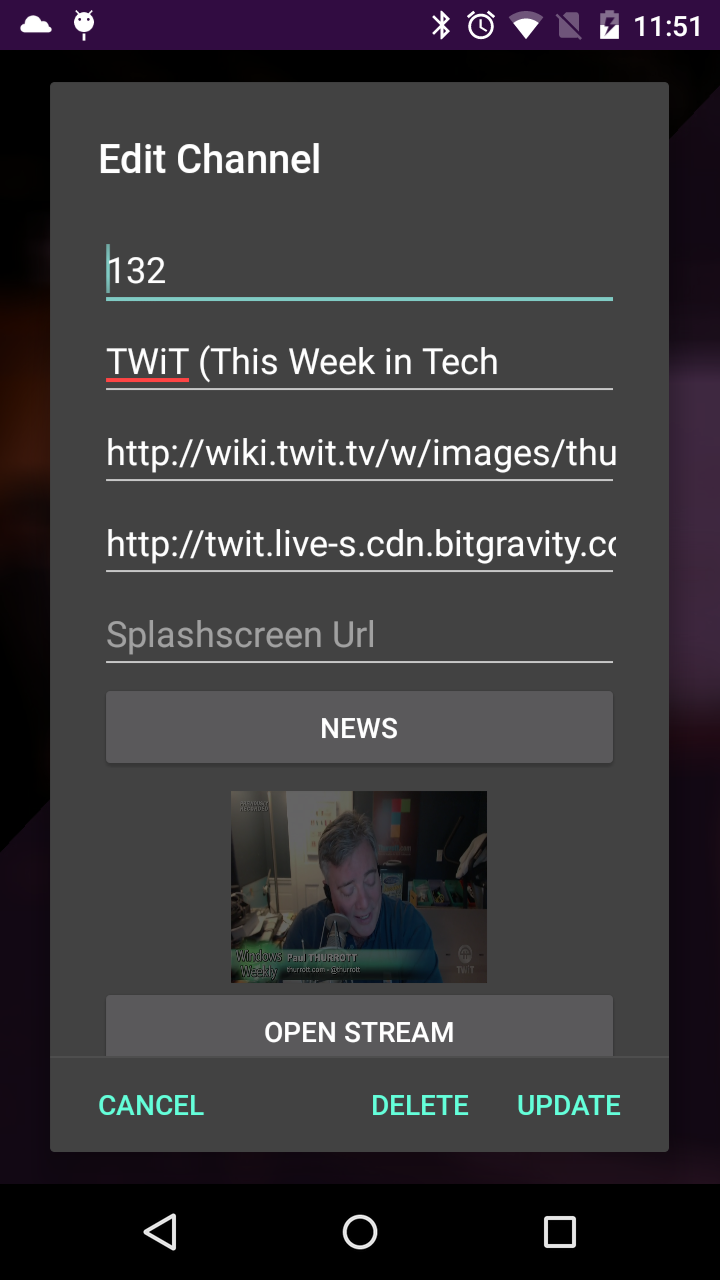 11:51
Edit Channel
132
TWiT (This Week in Tech
http://wiki.twit.tv/w/images/thu
http://twit.live-s.cdn.bitgravity.co
Splashscreen Url
NEWS
Windows
Weekly
Paul THURROTT
thurrott.com - @thurrott
TWiT
OPEN STREAM
CANCEL
DELETE
UPDATE